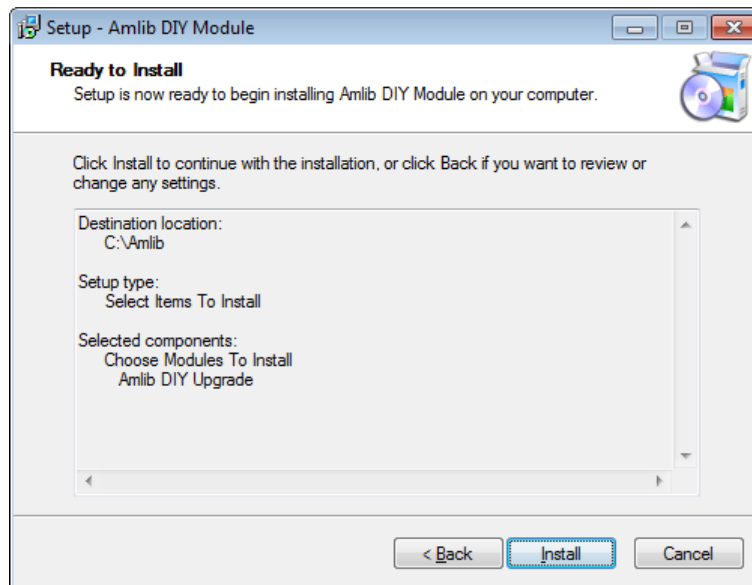 Setup - Amlib DIY Module
Ready to Install
Setup is now ready to begin installing Amlib DIY Module on your computer.
Click Install to continue with the installation, or click Back if you want to review or
change any settings.
Destination location:
C:\Amlib
Setup type:
Select Items To Install
Selected components:
Choose Modules To Install
Amlib DIY Upgrade
< Back
Install
Cancel